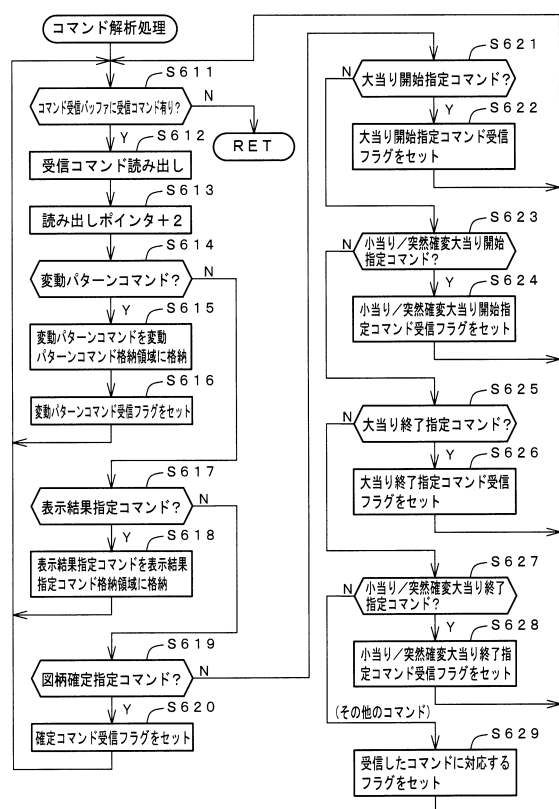 コマンド解析処理
S611
コマンド受信バッファに受信コマンド有り?
N
Y
RET
S612
受信コマンド読み出し
S613
読み出しポインタ+2
S614
変動パターンコマンド?
N
Y
S615
変動パターンコマンドを変動
パターンコマンド格納領域に格納
S616
変動パターンコマンド受信フラグをセット
S617
表示結果指定コマンド?
N
Y
S618
表示結果指定コマンドを表示結果
指定コマンド格納領域に格納
S619
図柄確定指定コマンド?
N
Y
S620
確定コマンド受信フラグをセット
S621
N
大当り開始指定コマンド?
Y
S622
大当り開始指定コマンド受信
フラグをセット
S623
N
小当り/突然確変大当り開始
指定コマンド?
Y
S624
小当り/突然確変大当り開始指
定コマンド受信フラグをセット
S625
N
大当り終了指定コマンド?
Y
S626
大当り終了指定コマンド受信
フラグをセット
S627
N
小当り/突然確変大当り終了
指定コマンド?
Y
S628
小当り/突然確変大当り終了指
定コマンド受信フラグをセット
(その他のコマンド)
S629
受信したコマンドに対応する
フラグをセット